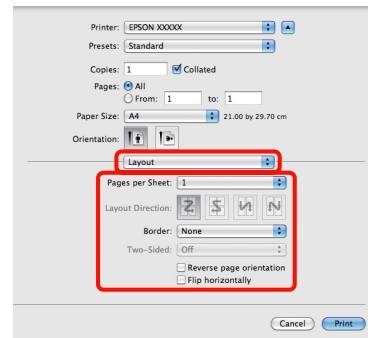 Printer: EPSON XXXXX
Presets: Standard
Copies: 1 Collated
Pages: All
From: 1 to: 1
Paper Size: A4 21.00 by 29.70 cm
Orientation:
Layout
Pages per Sheet: 1
Layout Direction:
Border: None
Two-Sided: Off
Reverse page orientation
Flip horizontally
Cancel Print